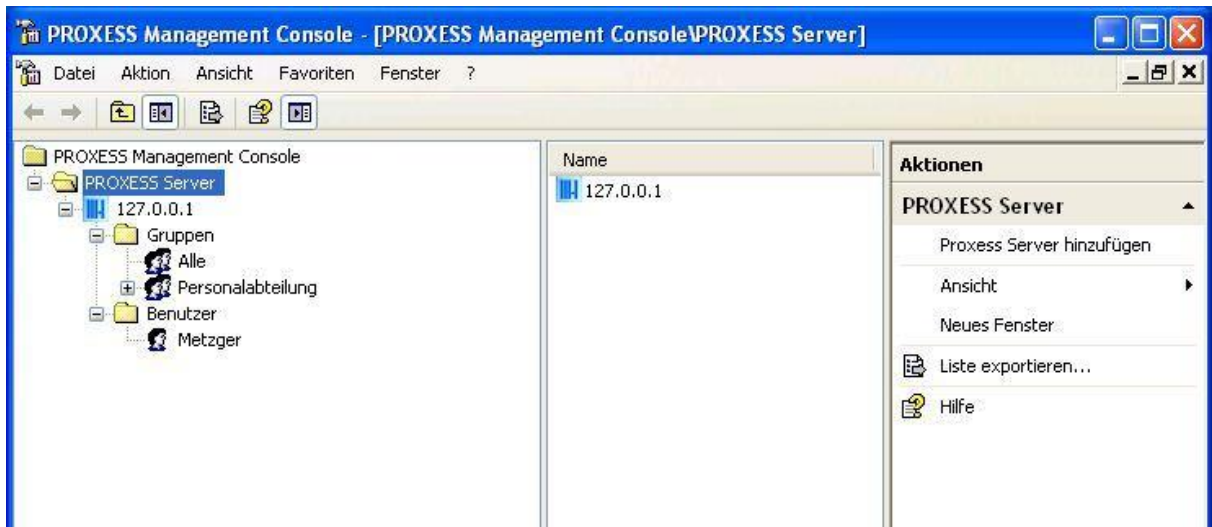 PROXESS Management Console - [PROXESS Management Console\PROXESS Server]
Datei Aktion Ansicht Favoriten Fenster ?
PROXESS Management Console
PROXESS Server
127.0.0.1
Gruppen
Alle
Personalabteilung
Benutzer
Metzger
Name
127.0.0.1
Aktionen
PROXESS Server
Proxess Server hinzufügen
Ansicht
Neues Fenster
Liste exportieren...
Hilfe